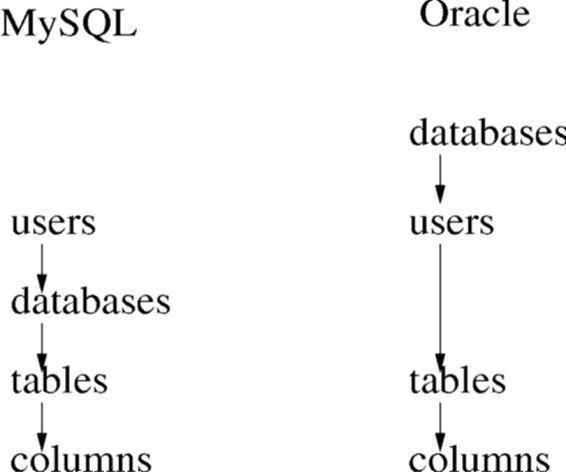 MySQL
users
databases
tables
columns
Oracle
databases
users
tables
columns